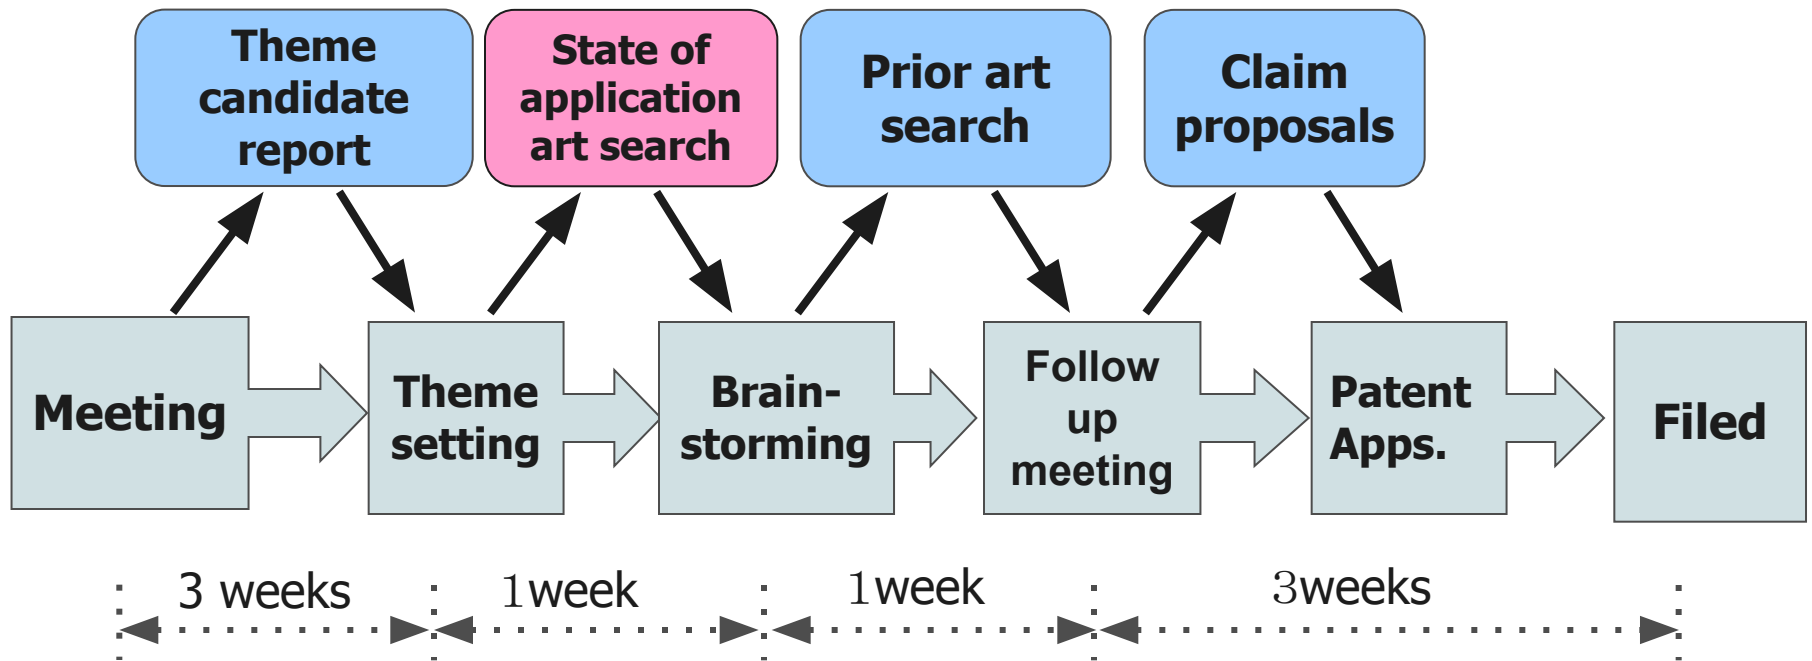 Theme
candidate
report
State of
application
art search
Prior art
search
Claim
proposals
Meeting
Theme
setting
Brain-
storming
Follow
up
meeting
Patent
Apps.
Filed
3 weeks
1week
1week
3weeks